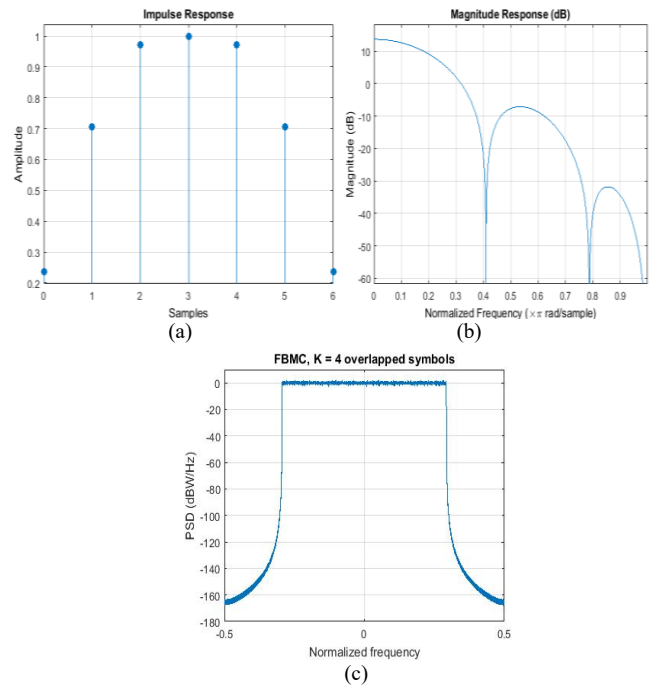 Impulse Response
1
0.9
0.8
0.7
0.6
0.5
0.4
0.3
0.2
Amplitude
0 1 2 3 4 5 6
Samples
(a)
Magnitude Response (dB)
10
0
-10
-20
-30
-40
-50
-60
Magnitude (dB)
0 0.1 0.2 0.3 0.4 0.5 0.6 0.7 0.8 0.9
Normalized Frequency (×π rad/sample)
(b)
FBMC, K = 4 overlapped symbols
0
-20
-40
-60
-80
-100
-120
-140
-160
-180
PSD (dBW/Hz)
-0.5 0 0.5
Normalized frequency
(c)